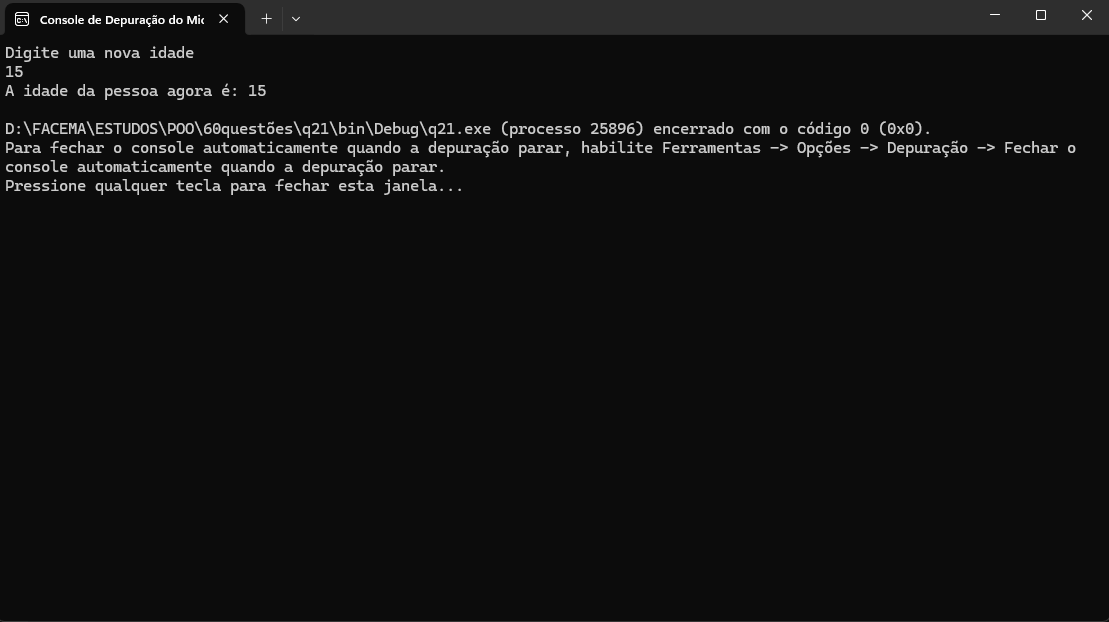 Console de Depuração do Mic
Digite uma nova idade
15
A idade da pessoa agora é: 15
D:\FACEMA\ESTUDOS\POO\60questões\q21\bin\Debug\q21.exe (processo 25896) encerrado com o código 0 (0x0).
Para fechar o console automaticamente quando a depuração parar, habilite Ferramentas -> Opções -> Depuração -> Fechar o
console automaticamente quando a depuração parar.
Pressione qualquer tecla para fechar esta janela...